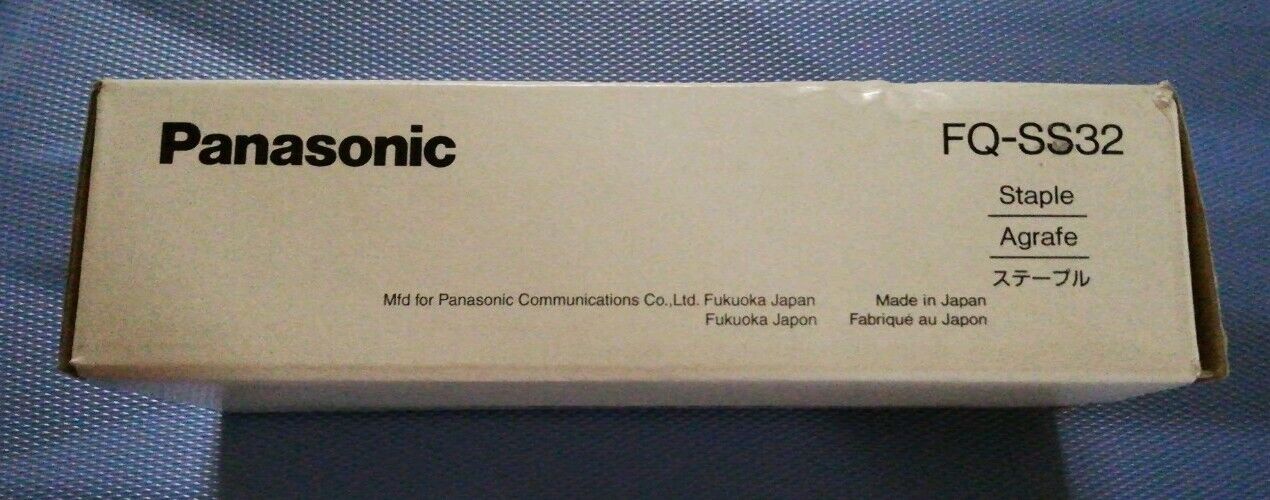 Panasonic
FQ-SS32
Staple
Agrafe
ステープル
Mfd for Panasonic Communications Co.,Ltd. Fukuoka Japan Made in Japan
Fukuoka Japon Fabriqué au Japon